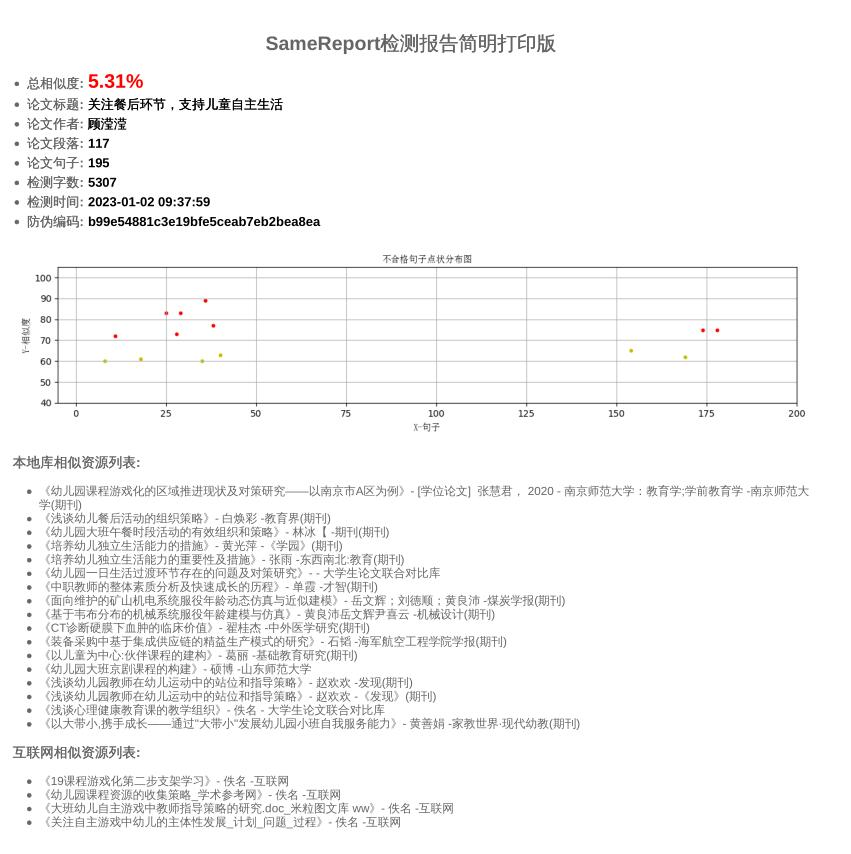 SameReport检测报告简明打印版
总相似度: 5.31%
论文标题: 关注餐后环节，支持儿童自主生活
论文作者: 顾滢滢
论文段落: 117
论文句子: 195
检测字数: 5307
检测时间: 2023-01-02 09:37:59
防伪编码: b99e54881c3e19bfe5ceab7eb2bea8ea
不合格句子点状分布图
100
90
80
70
60
50
40
Y-相似度
0 25 50 75 100 125 150 175 200
X-句子
本地库相似资源列表:
《幼儿园课程游戏化的区域推进现状及对策研究——以南京市A区为例》- [学位论文] 张慧君， 2020 - 南京师范大学：教育学;学前教育学 -南京师范大
学(期刊)
《浅谈幼儿餐后活动的组织策略》- 白焕彩 -教育界(期刊)
《幼儿园大班午餐时段活动的有效组织和策略》- 林冰【 -期刊(期刊)
《培养幼儿独立生活能力的措施》- 黄光萍 -《学园》(期刊)
《培养幼儿独立生活能力的重要性及措施》- 张雨 -东西南北:教育(期刊)
《幼儿园一日生活过渡环节存在的问题及对策研究》- - 大学生论文联合对比库
《中职教师的整体素质分析及快速成长的历程》- 单霞 -才智(期刊)
《面向维护的矿山机电系统服役年龄动态仿真与近似建模》- 岳文辉；刘德顺；黄良沛 -煤炭学报(期刊)
《基于韦布分布的机械系统服役年龄建模与仿真》- 黄良沛岳文辉尹喜云 -机械设计(期刊)
《CT诊断硬膜下血肿的临床价值》- 翟桂杰 -中外医学研究(期刊)
《装备采购中基于集成供应链的精益生产模式的研究》- 石韬 -海军航空工程学院学报(期刊)
《以儿童为中心:伙伴课程的建构》- 葛丽 -基础教育研究(期刊)
《幼儿园大班京剧课程的构建》- 硕博 -山东师范大学
《浅谈幼儿园教师在幼儿运动中的站位和指导策略》- 赵欢欢 -发现(期刊)
《浅谈幼儿园教师在幼儿运动中的站位和指导策略》- 赵欢欢 -《发现》(期刊)
《浅谈心理健康教育课的教学组织》- 佚名 - 大学生论文联合对比库
《以大带小,携手成长——通过"大带小"发展幼儿园小班自我服务能力》- 黄善娟 -家教世界·现代幼教(期刊)
互联网相似资源列表:
《19课程游戏化第二步支架学习》- 佚名 -互联网
《幼儿园课程资源的收集策略_学术参考网》- 佚名 -互联网
《大班幼儿自主游戏中教师指导策略的研究.doc_米粒图文库 ww》- 佚名 -互联网
《关注自主游戏中幼儿的主体性发展_计划_问题_过程》- 佚名 -互联网